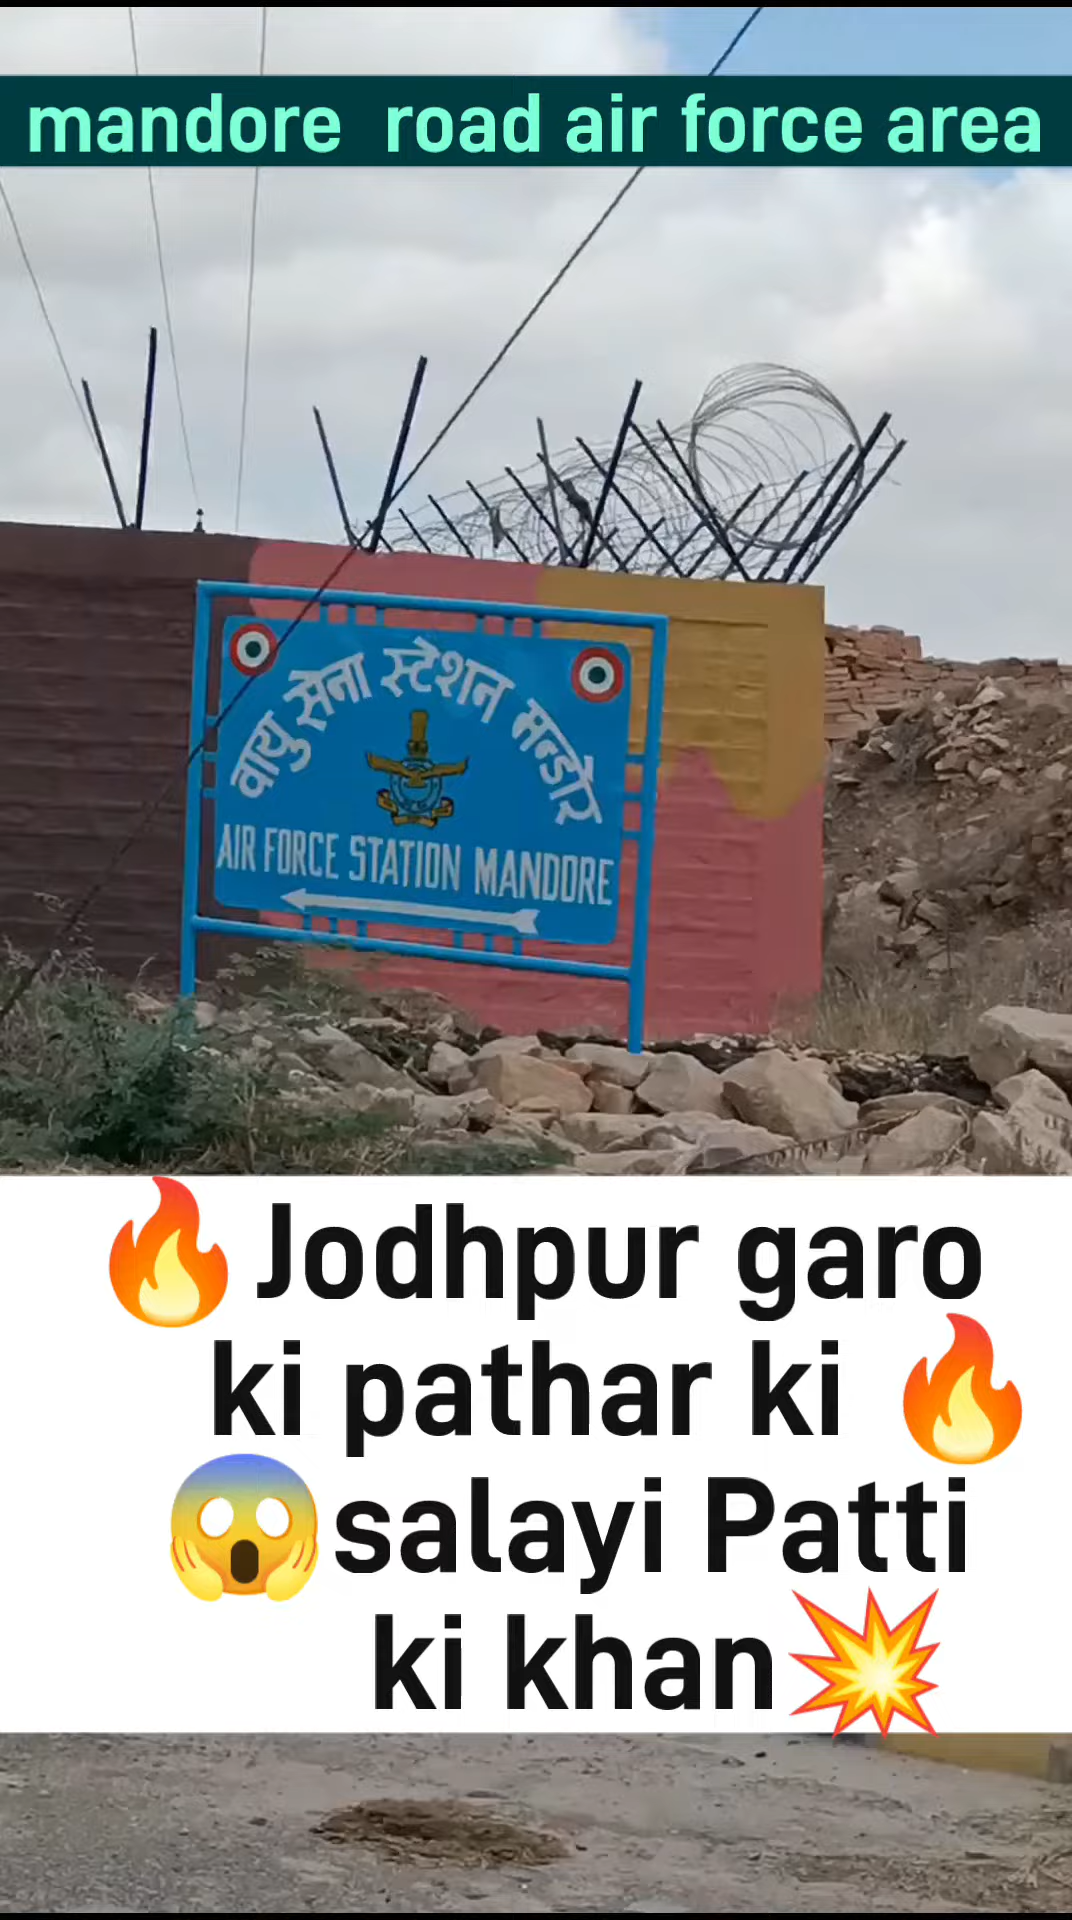 mandore road air force area
वायु सेना स्टेशन मन्डोर
AIR FORCE STATION MANDORE
🔥Jodhpur garo
ki pathar ki 🔥
😱salayi Patti
ki khan💥